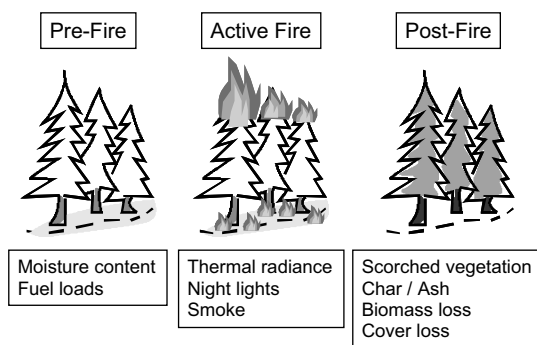 Pre-Fire
Active Fire
Post-Fire
Moisture content
Fuel loads
Thermal radiance
Night lights
Smoke
Scorched vegetation
Char / Ash
Biomass loss
Cover loss